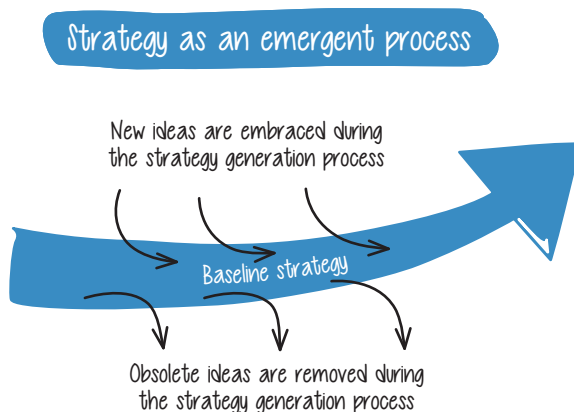 Strategy as an emergent process
New ideas are embraced during
the strategy generation process
Baseline strategy
Obsolete ideas are removed during
the strategy generation process